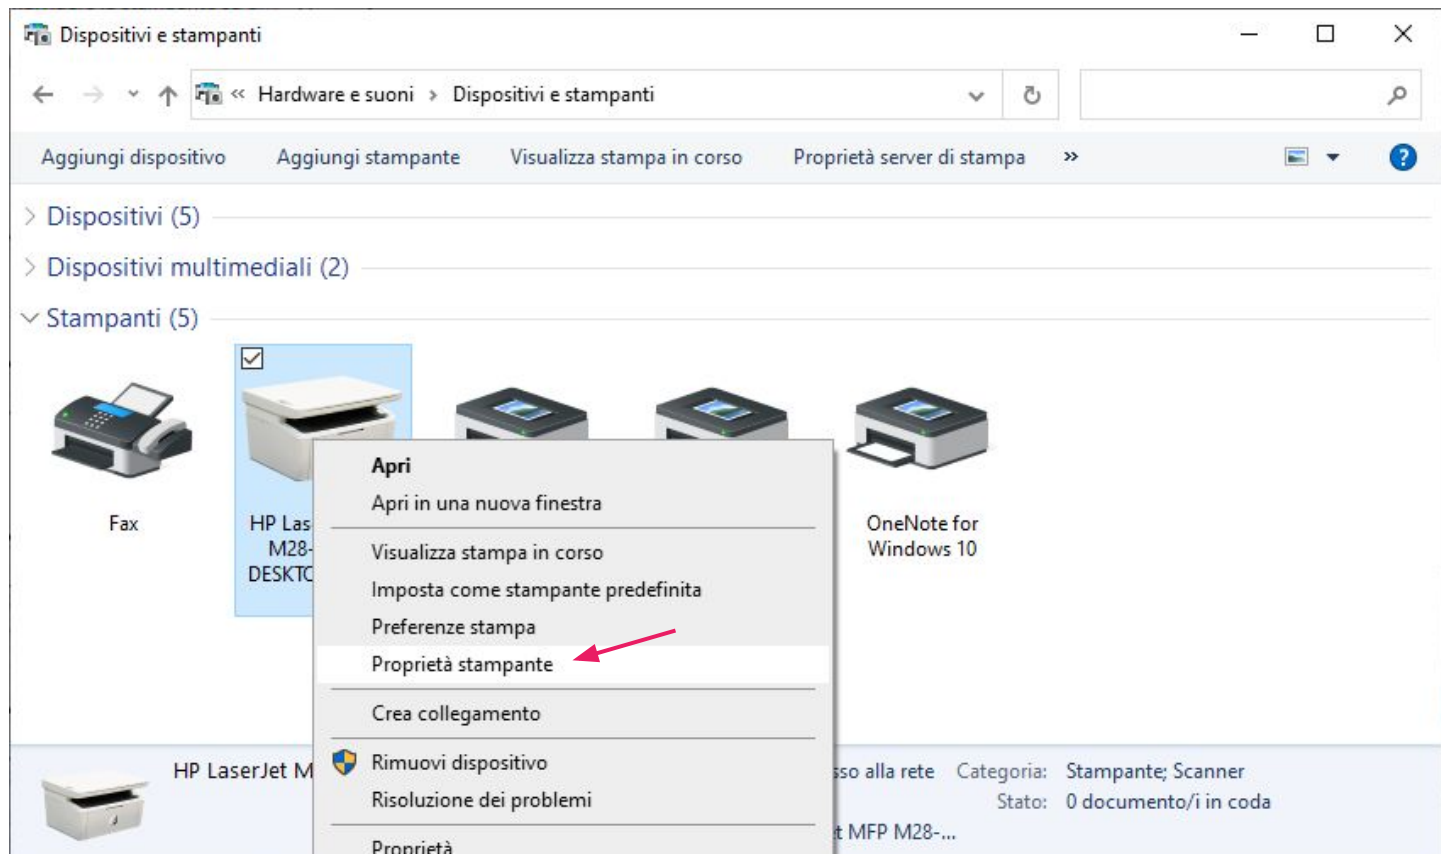 Dispositivi e stampanti
« Hardware e suoni › Dispositivi e stampanti
Aggiungi dispositivo Aggiungi stampante Visualizza stampa in corso Proprietà server di stampa »
Dispositivi (5)
Dispositivi multimediali (2)
Stampanti (5)
Fax
HP Las
M28-
DESKTO
OneNote for
Windows 10
Apri
Apri in una nuova finestra
Visualizza stampa in corso
Imposta come stampante predefinita
Preferenze stampa
Proprietà stampante
Crea collegamento
Rimuovi dispositivo
Risoluzione dei problemi
Proprietà
HP LaserJet M
sso alla rete Categoria: Stampante; Scanner
Stato: 0 documento/i in coda
t MFP M28-...